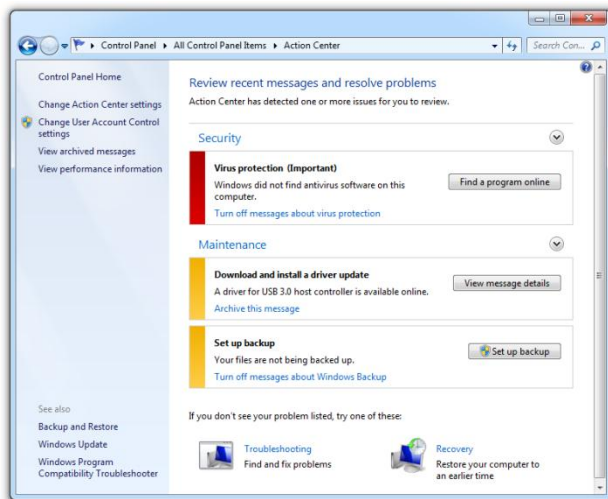 Control Panel ▸ All Control Panel Items ▸ Action Center
Search Con...
Control Panel Home
Change Action Center settings
Change User Account Control
settings
View archived messages
View performance information
See also
Backup and Restore
Windows Update
Windows Program
Compatibility Troubleshooter
Review recent messages and resolve problems
Action Center has detected one or more issues for you to review.
Security
Virus protection (Important)
Windows did not find antivirus software on this
computer.
Turn off messages about virus protection
Find a program online
Maintenance
Download and install a driver update
A driver for USB 3.0 host controller is available online.
Archive this message
View message details
Set up backup
Your files are not being backed up.
Turn off messages about Windows Backup
Set up backup
If you don't see your problem listed, try one of these:
Troubleshooting
Find and fix problems
Recovery
Restore your computer to
an earlier time